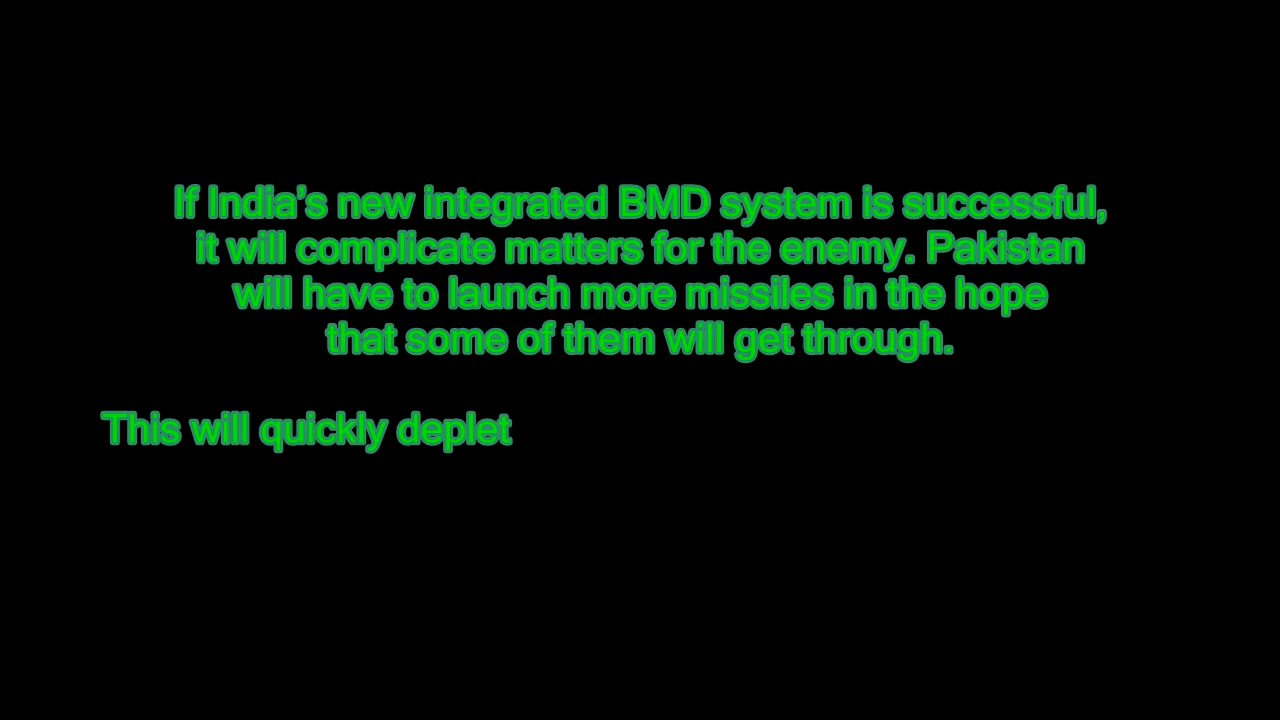 If India’s new integrated BMD system is successful,
it will complicate matters for the enemy. Pakistan
will have to launch more missiles in the hope
that some of them will get through.
This will quickly deplet